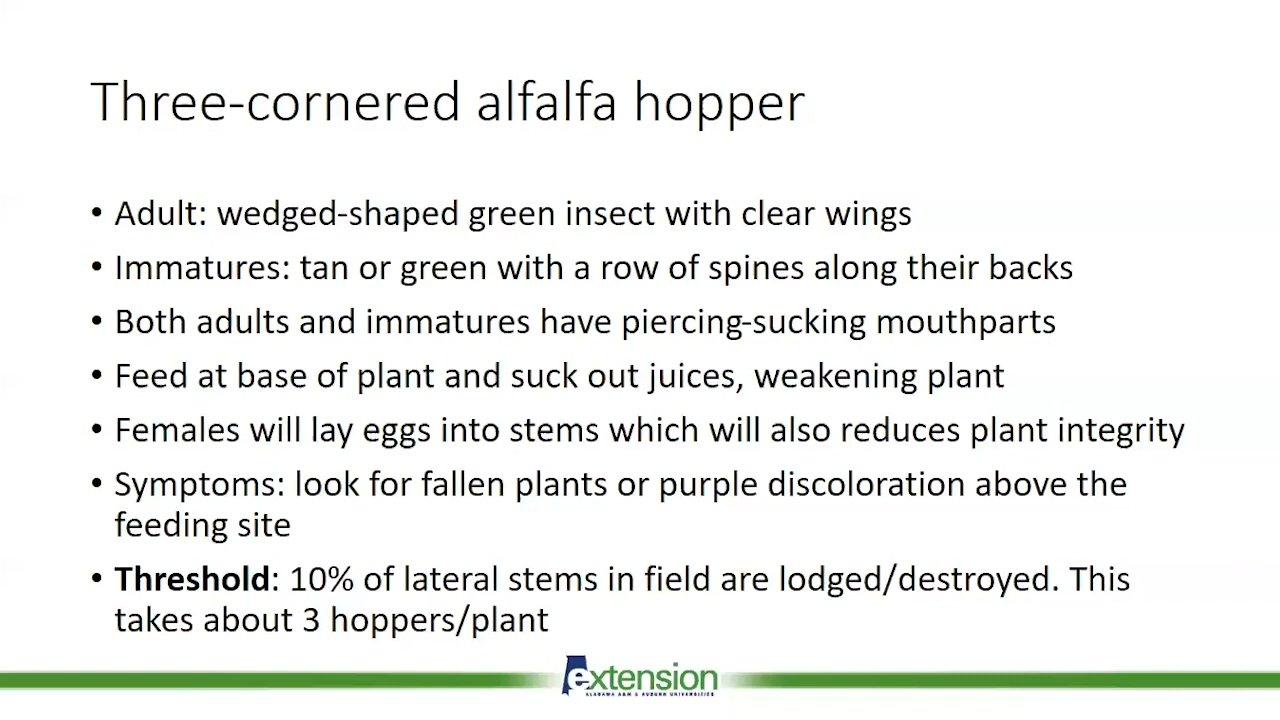 Three-cornered alfalfa hopper
• Adult: wedged-shaped green insect with clear wings
• Immatures: tan or green with a row of spines along their backs
• Both adults and immatures have piercing-sucking mouthparts
• Feed at base of plant and suck out juices, weakening plant
• Females will lay eggs into stems which will also reduces plant integrity
• Symptoms: look for fallen plants or purple discoloration above the
feeding site
• Threshold: 10% of lateral stems in field are lodged/destroyed. This
takes about 3 hoppers/plant
extension
ALABAMA A&M & AUBURN UNIVERSITIES